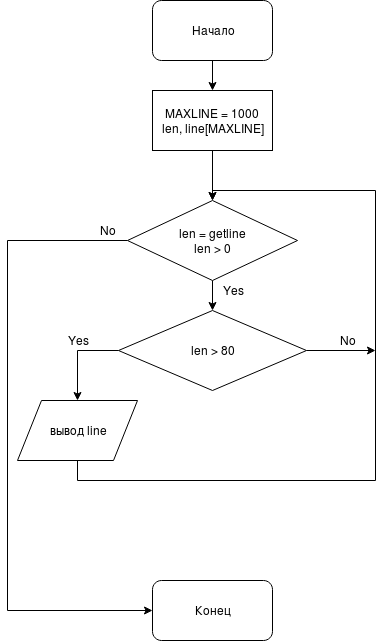 Начало
MAXLINE = 1000
len, line[MAXLINE]
No
len = getline
len > 0
Yes
Yes
len > 80
No
вывод line
Конец